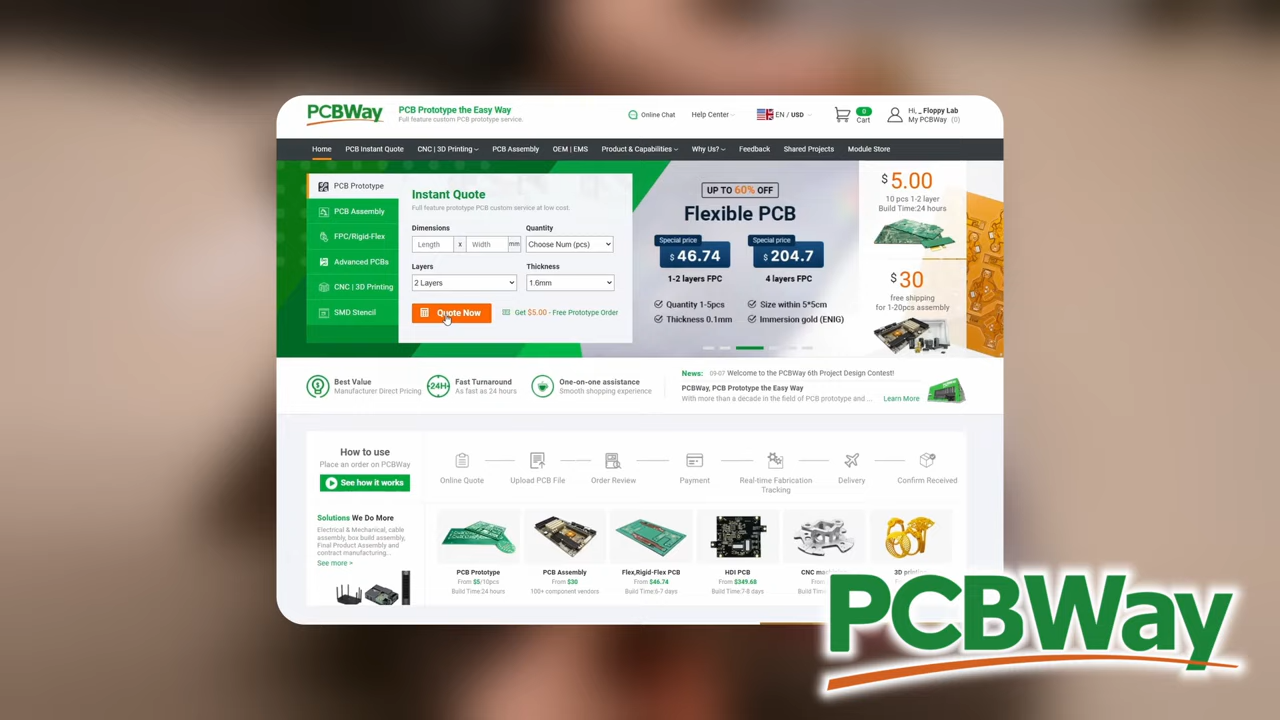 PCBWay
PCB Prototype the Easy Way
Full feature custom PCB prototype service.
Online Chat
Help Center
EN / USD
0
Cart
Hi, _ Floppy Lab
My PCBWay (0)
Home
PCB Instant Quote
CNC | 3D Printing
PCB Assembly
OEM | EMS
Product & Capabilities
Why Us?
Feedback
Shared Projects
Module Store
PCB Prototype
PCB Assembly
FPC/Rigid-Flex
Advanced PCBs
CNC | 3D Printing
SMD Stencil
Instant Quote
Full feature prototype PCB custom service at low cost.
Dimensions
Quantity
Length x Width mm
Choose Num (pcs)
Layers
Thickness
2 Layers
1.6mm
Quote Now
Get $5.00 - Free Prototype Order
UP TO 60% OFF
Flexible PCB
Special price
$ 46.74
1-2 layers FPC
Special price
$ 204.7
4 layers FPC
Quantity 1-5pcs
Size within 5*5cm
Thickness 0.1mm
Immersion gold (ENIG)
$ 5.00
10 pcs 1-2 layer
Build Time:24 hours
$ 30
free shipping
for 1-20pcs assembly
Best Value
Manufacturer Direct Pricing
24H
Fast Turnaround
As fast as 24 hours
One-on-one assistance
Smooth shopping experience
News: 09-07 Welcome to the PCBWay 6th Project Design Contest!
PCBWay, PCB Prototype the Easy Way
With more than a decade in the field of PCB prototype and ...
Learn More
How to use
Place an order on PCBWay
See how it works
Online Quote
Upload PCB File
Order Review
Payment
Real-time Fabrication
Tracking
Delivery
Confirm Received
Solutions We Do More
Electrical & Mechanical, cable
assembly, box build assembly,
Final Product Assembly and
contract manufacturing...
See more >
PCB Prototype
From $5/10pcs
Build Time:24 hours
PCB Assembly
From $30
100+ component vendors
Flex,Rigid-Flex PCB
From $46.74
Build Time:6-7 days
HDI PCB
From $349.68
Build Time:7-8 days
CNC
3D
PCBWay